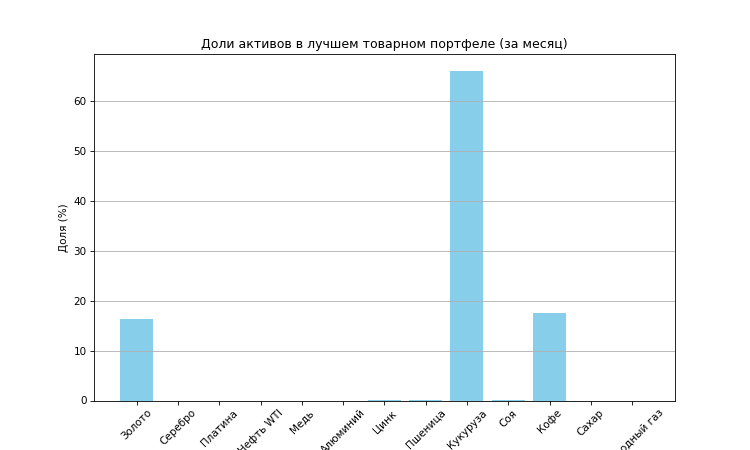 Доли активов в лучшем товарном портфеле (за месяц)
Доля (%)
60
50
40
30
20
10
0
Золото
Серебро
Платина
Нефть WTI
Медь
Алюминий
Цинк
Пшеница
Кукуруза
Соя
Кофе
Сахар
газ